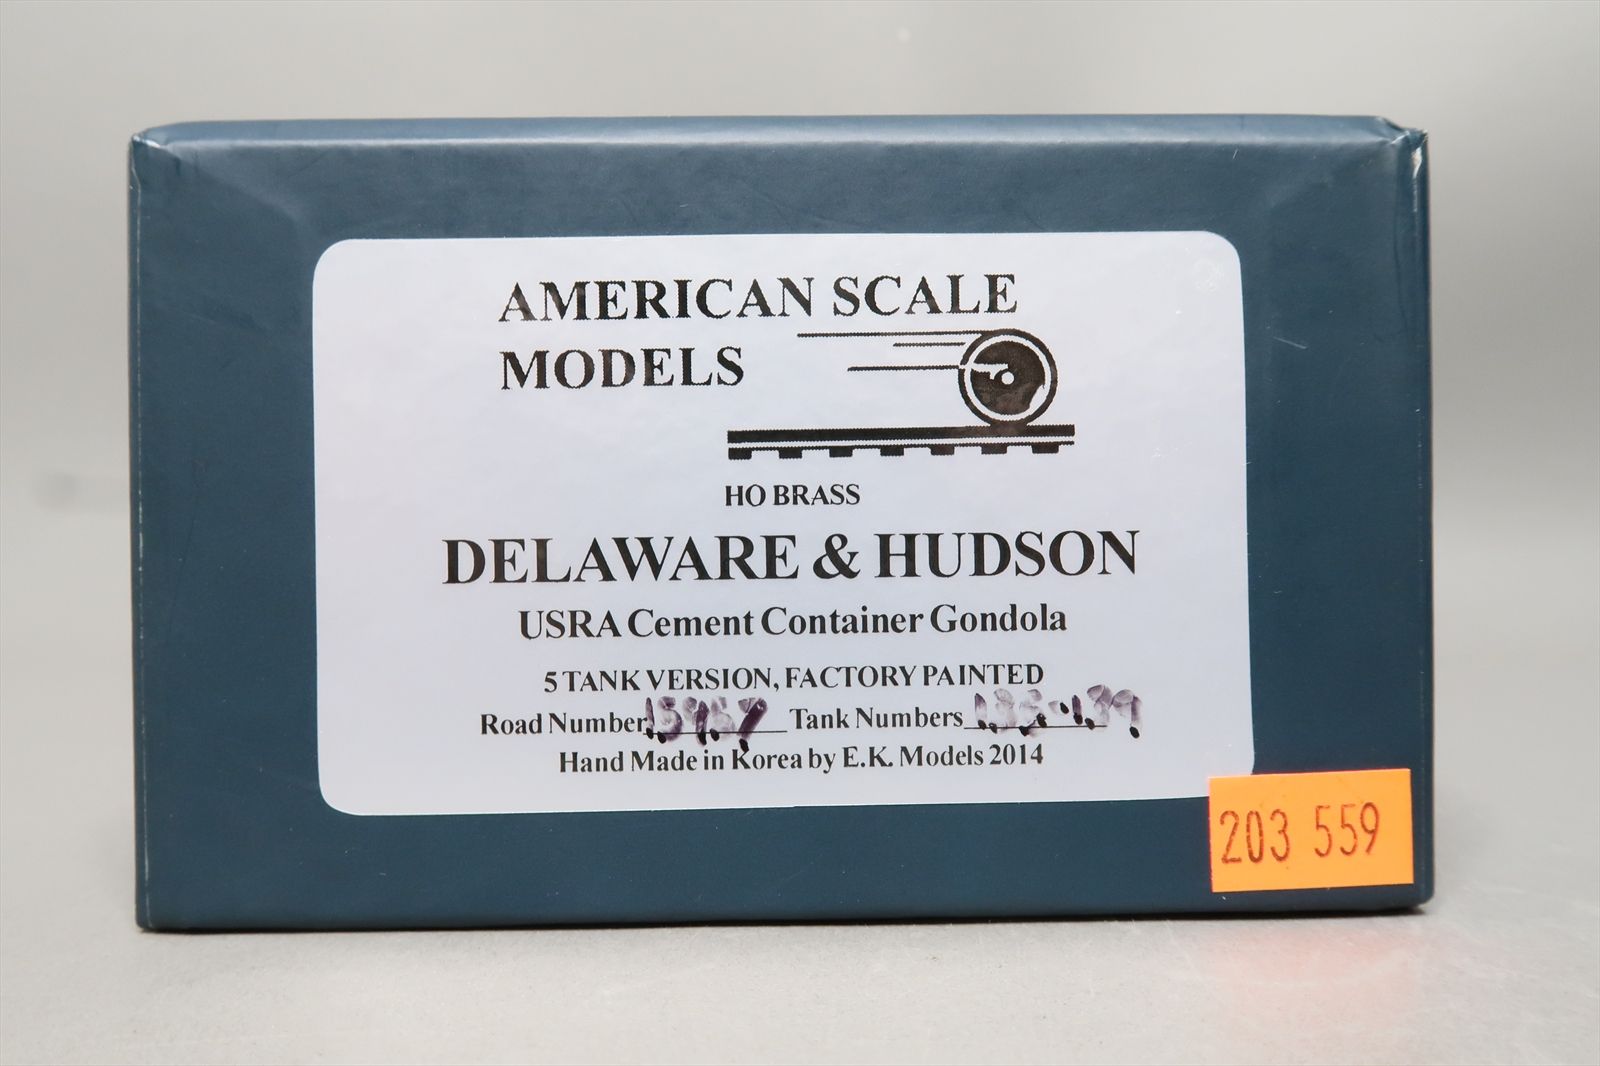 AMERICAN SCALE
MODELS
HO BRASS
DELAWARE & HUDSON
USRA Cement Container Gondola
5 TANK VERSION, FACTORY PAINTED
Road Number Tank Numbers
Hand Made in Korea by E.K. Models 2014
203 559